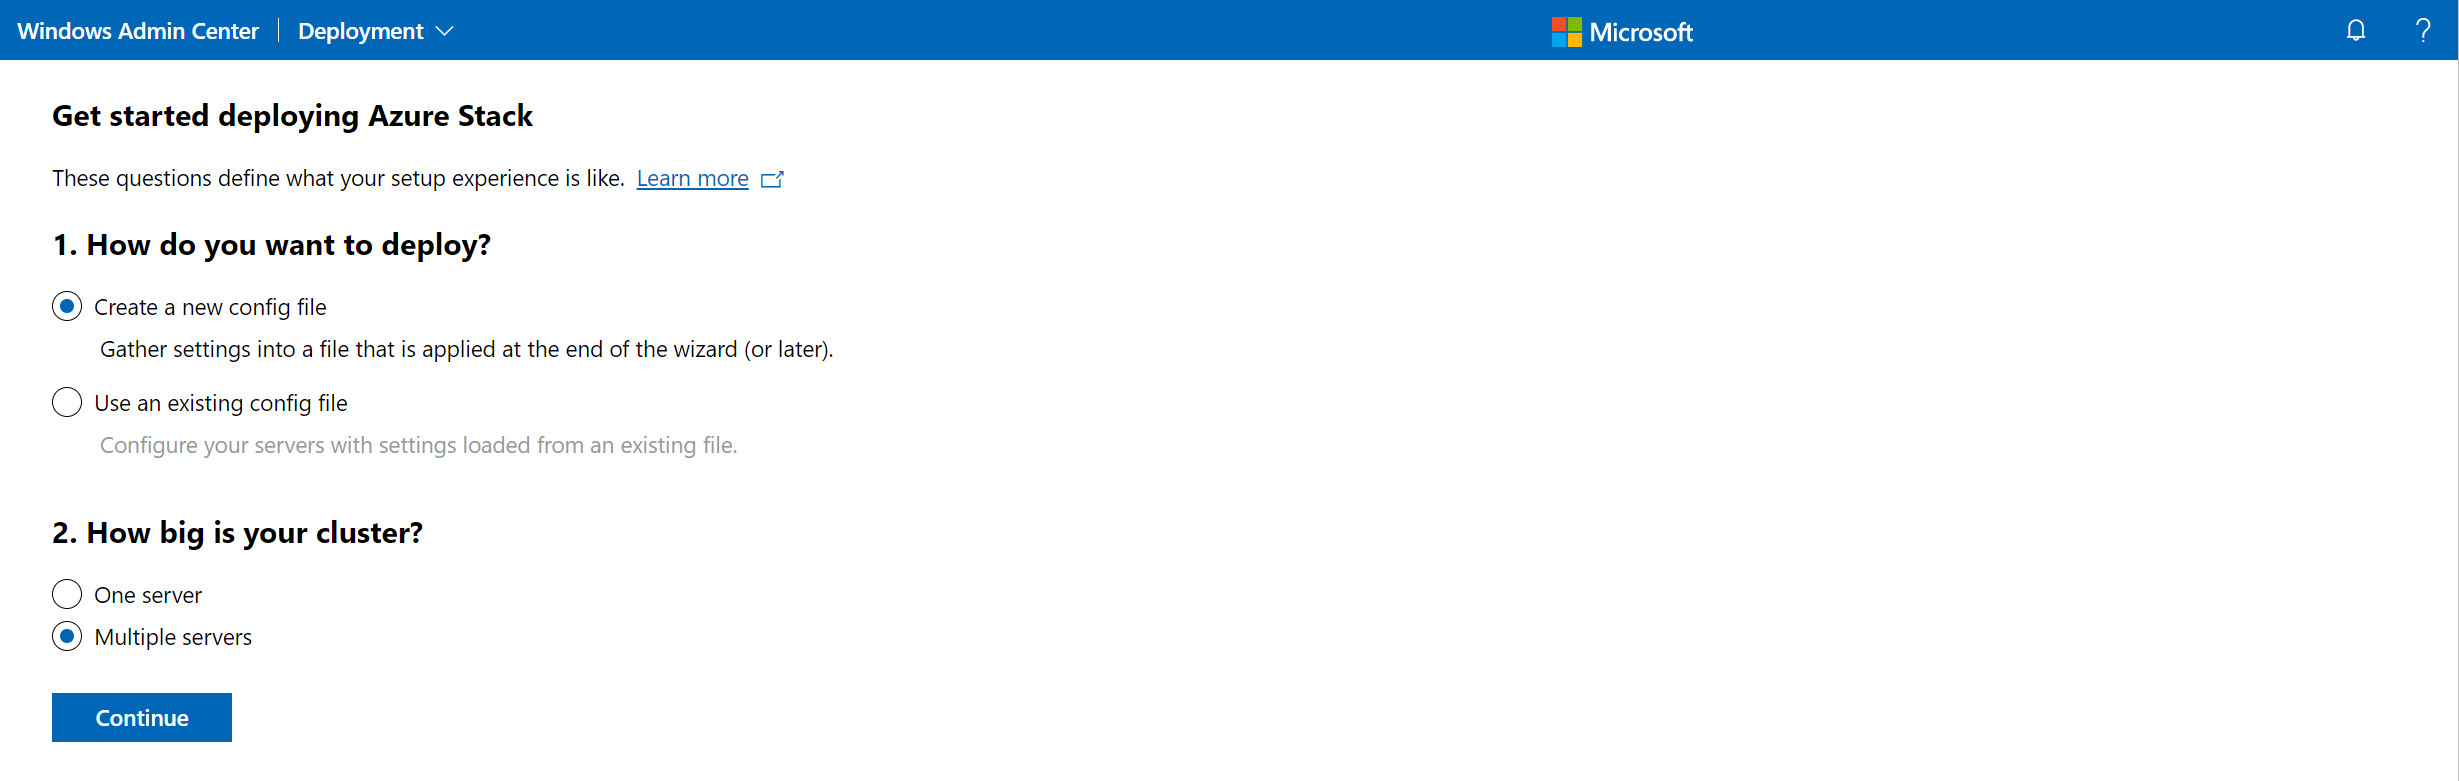 Windows Admin Center Deployment Microsoft ?
Get started deploying Azure Stack
These questions define what your setup experience is like. Learn more
1. How do you want to deploy?
Create a new config file
Gather settings into a file that is applied at the end of the wizard (or later).
Use an existing config file
Configure your servers with settings loaded from an existing file.
2. How big is your cluster?
One server
Multiple servers
Continue